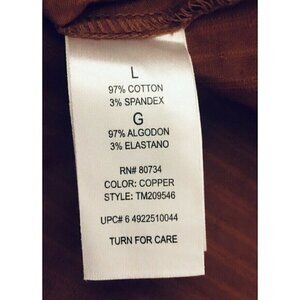 L
97% COTTON
3% SPANDEX
G
97% ALGODON
3% ELASTANO
RN# 80734
COLOR: COPPER
STYLE: TM209546
UPC# 6 4922510044
TURN FOR CARE